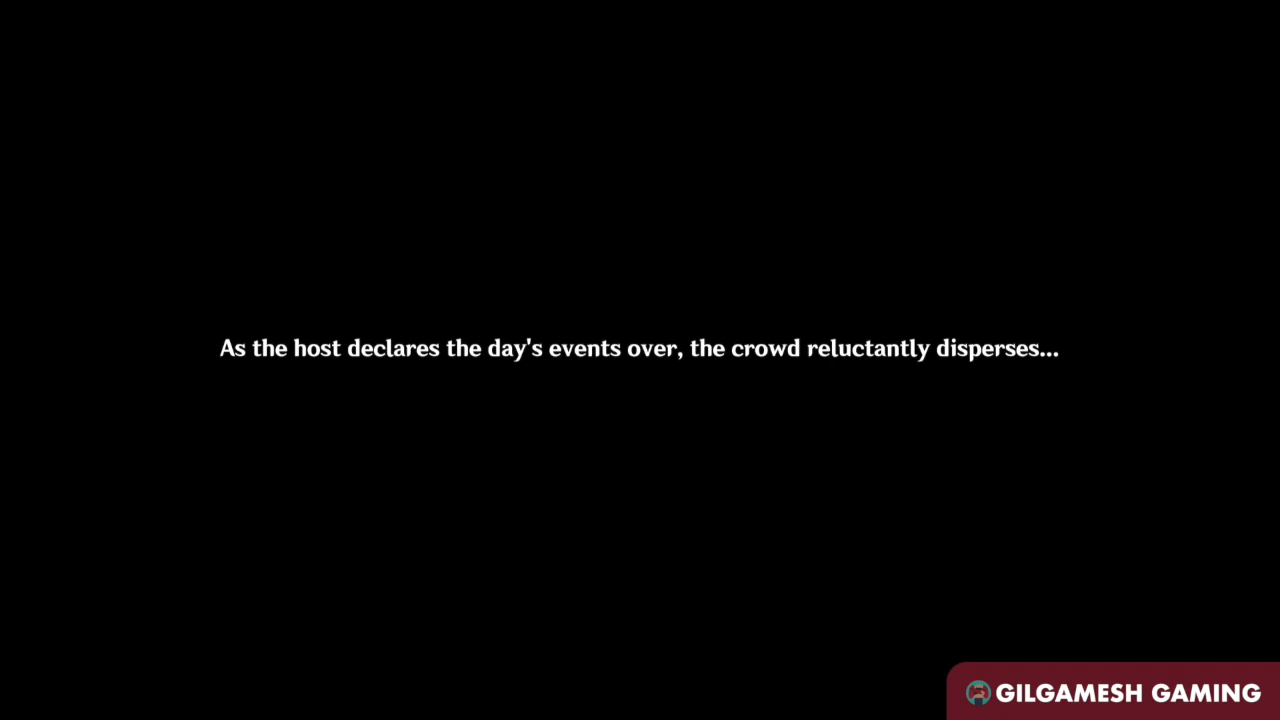 As the host declares the day's events over, the crowd reluctantly disperses...
GILGAMESH GAMING